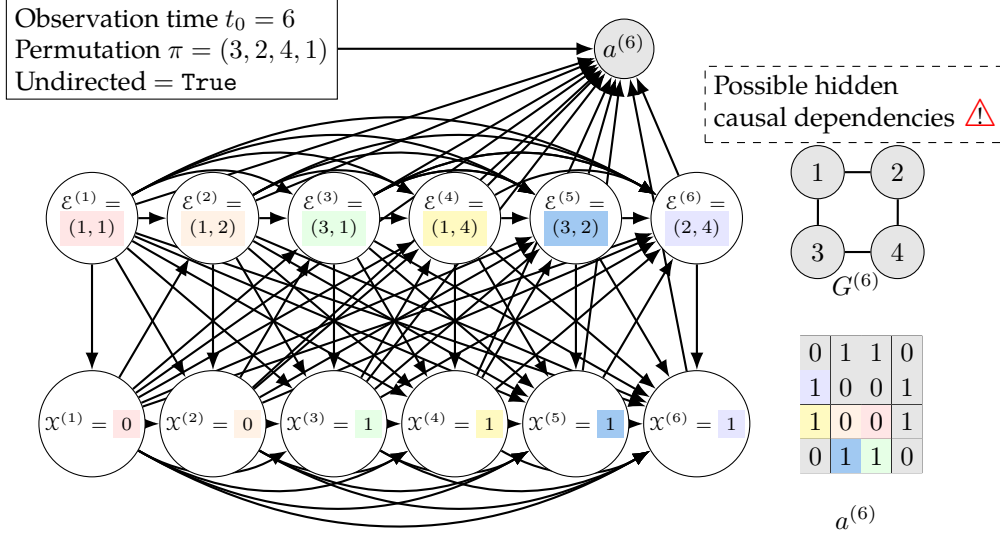 Observation time t₀ = 6
Permutation π = (3, 2, 4, 1)
Undirected = True
a⁽⁶⁾
Possible hidden
causal dependencies
1 2
3 4
G⁽⁶⁾
ℰ⁽¹⁾ = (1, 1)
ℰ⁽²⁾ = (1, 2)
ℰ⁽³⁾ = (3, 1)
ℰ⁽⁴⁾ = (1, 4)
ℰ⁽⁵⁾ = (3, 2)
ℰ⁽⁶⁾ = (2, 4)
𝒳⁽¹⁾ = 0
𝒳⁽²⁾ = 0
𝒳⁽³⁾ = 1
𝒳⁽⁴⁾ = 1
𝒳⁽⁵⁾ = 1
𝒳⁽⁶⁾ = 1
0 1 1 0
1 0 0 1
1 0 0 1
0 1 1 0
a⁽⁶⁾